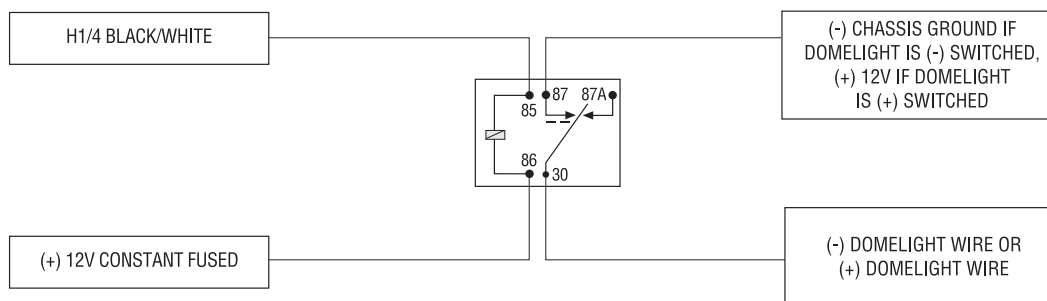 H1/4 BLACK/WHITE
(-) CHASSIS GROUND IF
DOMELIGHT IS (-) SWITCHED,
(+) 12V IF DOMELIGHT
IS (+) SWITCHED
87 87A
85
86
30
(+) 12V CONSTANT FUSED
(-) DOMELIGHT WIRE OR
(+) DOMELIGHT WIRE